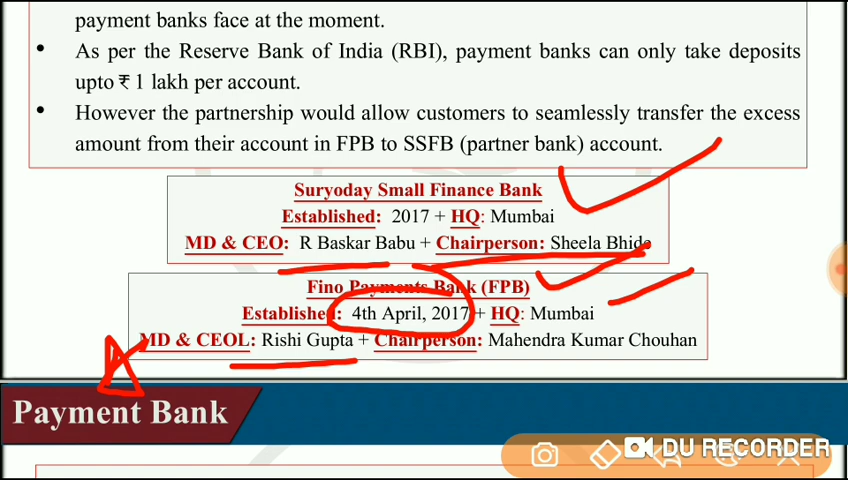 payment banks face at the moment.
• As per the Reserve Bank of India (RBI), payment banks can only take deposits
upto ₹ 1 lakh per account.
• However the partnership would allow customers to seamlessly transfer the excess
amount from their account in FPB to SSFB (partner bank) account.
Suryoday Small Finance Bank
Established: 2017 + HQ: Mumbai
MD & CEO: R Baskar Babu + Chairperson: Sheela Bhide
Fino Payments Bank (FPB)
Established: 4th April, 2017 + HQ: Mumbai
MD & CEOL: Rishi Gupta + Chairperson: Mahendra Kumar Chouhan
Payment Bank
DU RECORDER